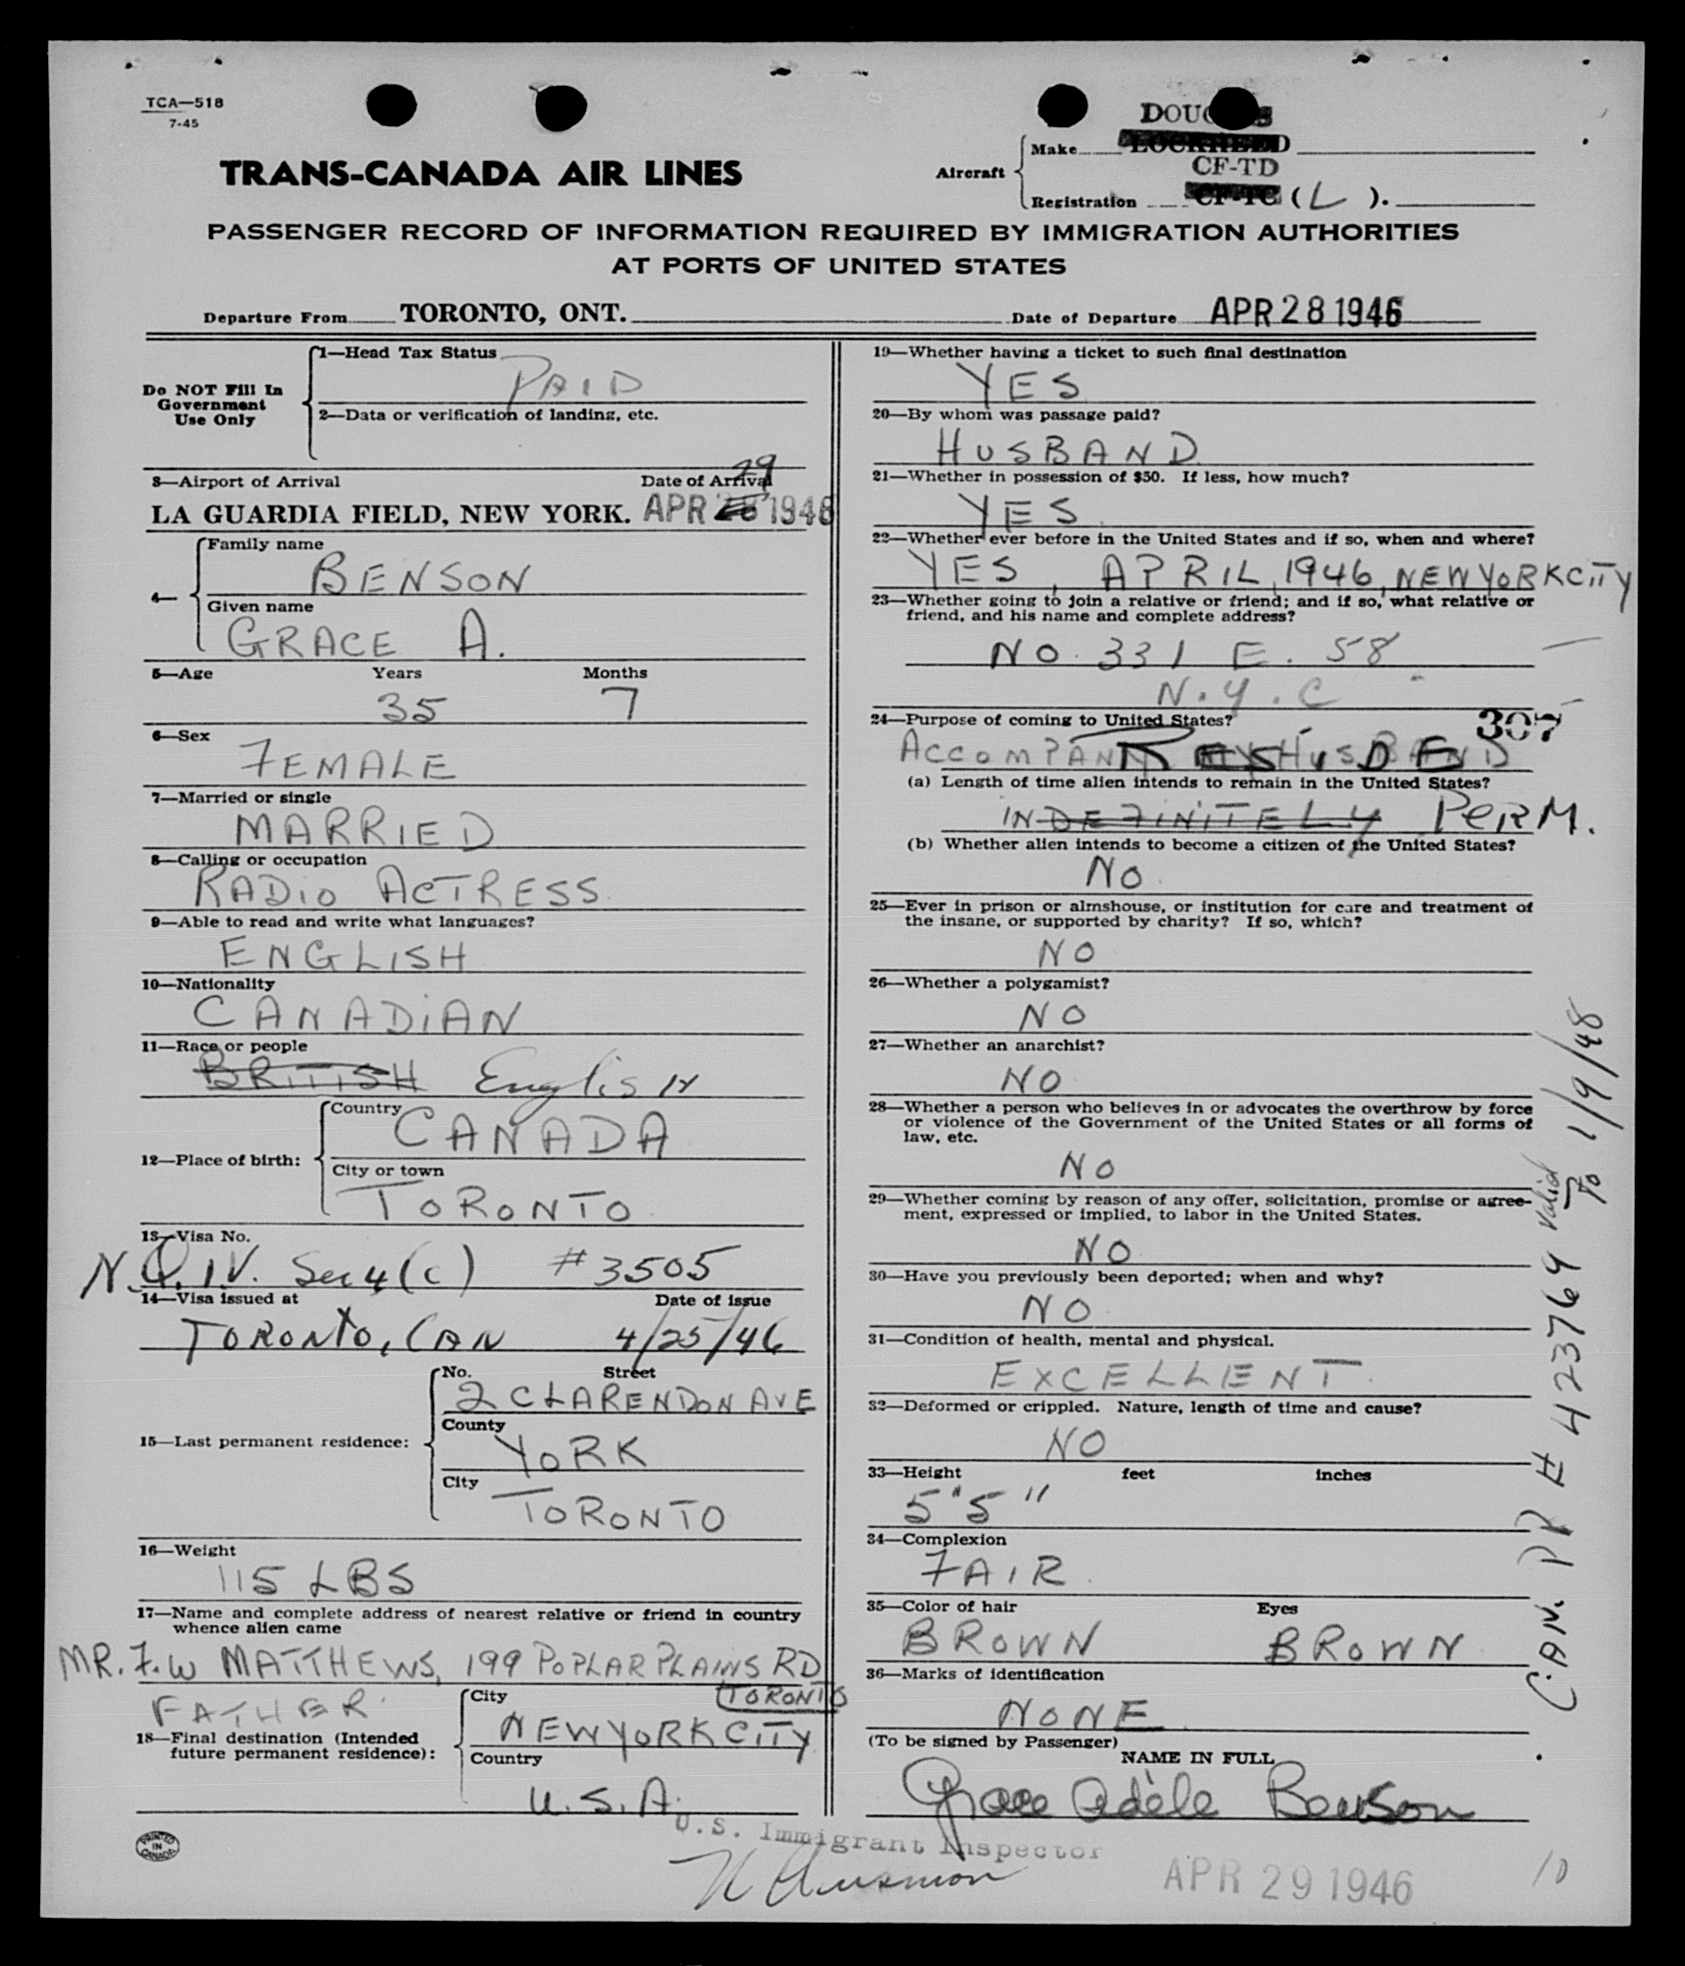 TCA—518
7-45
DOUGLAS
TRANS-CANADA AIR LINES
Aircraft
Make LOCKHEED
CF-TD
Registration CF-TC (L).
PASSENGER RECORD OF INFORMATION REQUIRED BY IMMIGRATION AUTHORITIES
AT PORTS OF UNITED STATES
Departure From TORONTO, ONT. Date of Departure APR 28 1946
Do NOT Fill In
Government
Use Only
1—Head Tax Status
PAID
2—Data or verification of landing, etc.
3—Airport of Arrival Date of Arrival
29
LA GUARDIA FIELD, NEW YORK. APR 28 1946
4—
Family name
BENSON
Given name
GRACE A.
5—Age Years Months
35 7
6—Sex
FEMALE
7—Married or single
MARRIED
8—Calling or occupation
RADIO ACTRESS
9—Able to read and write what languages?
ENGLISH
10—Nationality
CANADIAN
11—Race or people
BRITISH English
12—Place of birth:
Country
CANADA
City or town
TORONTO
13—Visa No.
N.Q.I.V. Sec 4(c) #3505
14—Visa issued at Date of issue
TORONTO, CAN 4/25/46
15—Last permanent residence:
No. Street
2 CLARENDON AVE
County
YORK
City
TORONTO
16—Weight
115 LBS
17—Name and complete address of nearest relative or friend in country
whence alien came
MR. F.W MATTHEWS, 199 POPLAR PLAINS RD
TORONTO
FATHER
18—Final destination (Intended
future permanent residence):
City
NEW YORK CITY
Country
U.S.A.
19—Whether having a ticket to such final destination
YES
20—By whom was passage paid?
HUSBAND
21—Whether in possession of $50. If less, how much?
YES
22—Whether ever before in the United States and if so, when and where?
YES, APRIL, 1946, NEW YORK CITY
23—Whether going to join a relative or friend; and if so, what relative or
friend, and his name and complete address?
NO. 331 E. 58
N.Y.C
24—Purpose of coming to United States?
307
ACCOMPANY MY HUSBAND RESIDE
(a) Length of time alien intends to remain in the United States?
INDEFINITELY PERM.
(b) Whether alien intends to become a citizen of the United States?
NO
25—Ever in prison or almshouse, or institution for care and treatment of
the insane, or supported by charity? If so, which?
NO
26—Whether a polygamist?
NO
27—Whether an anarchist?
NO
28—Whether a person who believes in or advocates the overthrow by force
or violence of the Government of the United States or all forms of
law, etc.
NO
29—Whether coming by reason of any offer, solicitation, promise or agree-
ment, expressed or implied, to labor in the United States.
NO
30—Have you previously been deported; when and why?
NO
31—Condition of health, mental and physical.
EXCELLENT
32—Deformed or crippled. Nature, length of time and cause?
NO
33—Height feet inches
5" 5"
34—Complexion
FAIR
35—Color of hair Eyes
BROWN BROWN
36—Marks of identification
NONE
(To be signed by Passenger)
NAME IN FULL
Grace Adèle Benson
CAN. PP # 423769 Valid To 1/9/48
PRINTED
IN
CANADA
U.S. Immigrant Inspector
APR 29 1946
10